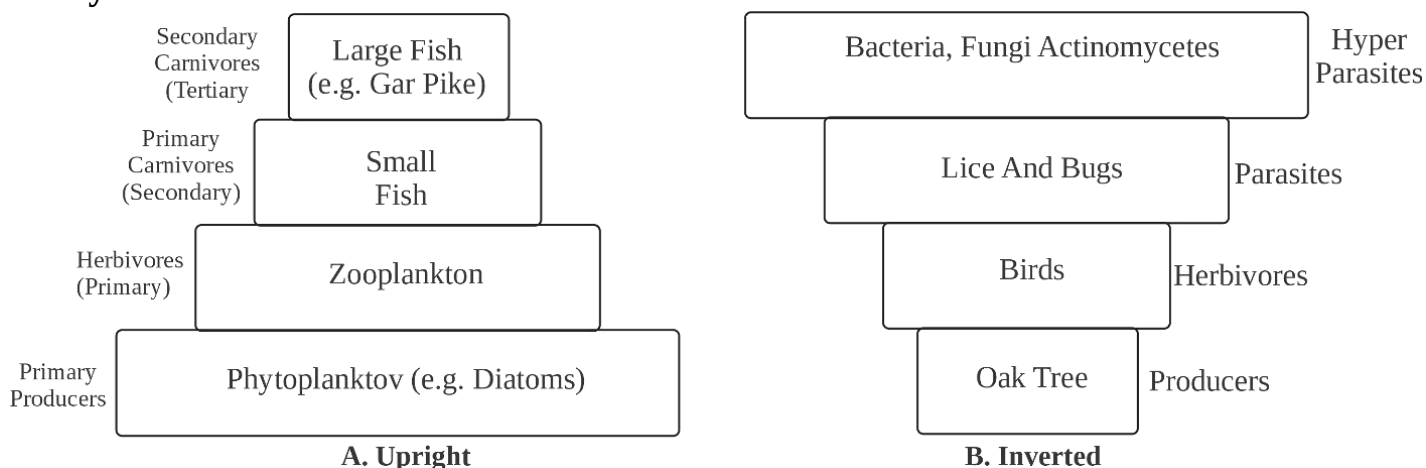 Secondary
Carnivores
(Tertiary
Large Fish
(e.g. Gar Pike)
Primary
Carnivores
(Secondary)
Small
Fish
Herbivores
(Primary)
Zooplankton
Primary
Producers
Phytoplanktov (e.g. Diatoms)
A. Upright
Bacteria, Fungi Actinomycetes
Hyper
Parasites
Lice And Bugs
Parasites
Birds
Herbivores
Oak Tree
Producers
B. Inverted